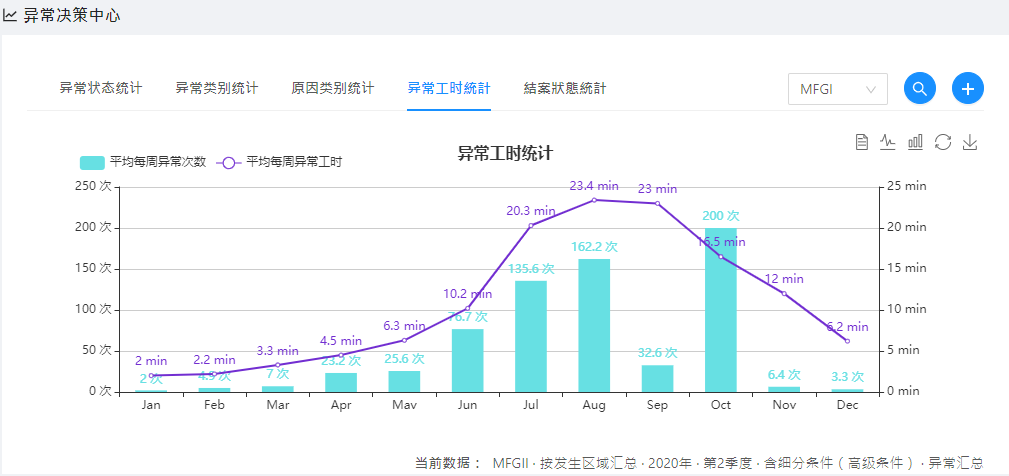 异常决策中心
异常状态统计 异常类别统计 原因类别统计 异常工时統計 結案狀態統計 MFGI
异常工时统计
平均每周异常次数 平均每周异常工时
250 次 25 min
200 次 20 min
150 次 15 min
100 次 10 min
50 次 5 min
0 次 0 min
2 min 2.2 min 3.3 min 4.5 min 6.3 min 10.2 min 20.3 min 23.4 min 23 min 16.5 min 12 min 6.2 min
2 次 4.9 次 7 次 23.2 次 25.6 次 76.7 次 135.6 次 162.2 次 32.6 次 200 次 6.4 次 3.3 次
Jan Feb Mar Apr May Jun Jul Aug Sep Oct Nov Dec
当前数据： MFGII · 按发生区域汇总 · 2020年 · 第2季度 · 含细分条件（高级条件） · 异常汇总